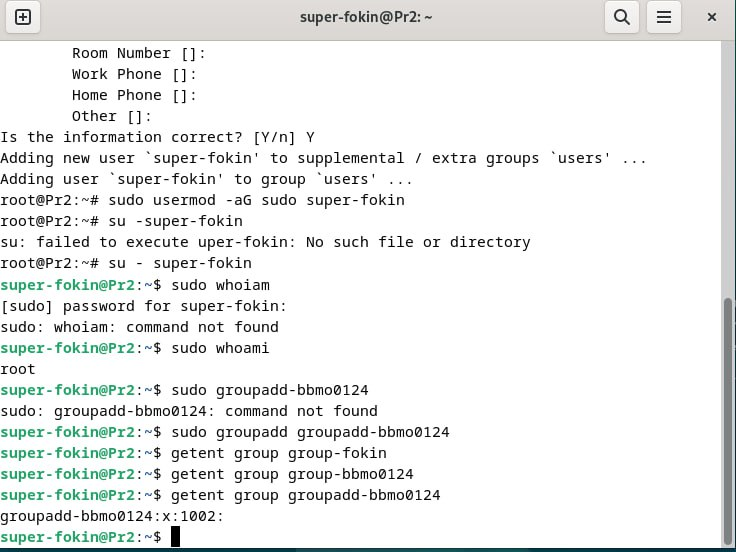 super-fokin@Pr2: ~
Room Number []:
Work Phone []:
Home Phone []:
Other []:
Is the information correct? [Y/n] Y
Adding new user `super-fokin' to supplemental / extra groups `users' ...
Adding user `super-fokin' to group `users' ...
root@Pr2:~# sudo usermod -aG sudo super-fokin
root@Pr2:~# su -super-fokin
su: failed to execute uper-fokin: No such file or directory
root@Pr2:~# su - super-fokin
super-fokin@Pr2:~$ sudo whoiam
[sudo] password for super-fokin:
sudo: whoiam: command not found
super-fokin@Pr2:~$ sudo whoami
root
super-fokin@Pr2:~$ sudo groupadd-bbmo0124
sudo: groupadd-bbmo0124: command not found
super-fokin@Pr2:~$ sudo groupadd groupadd-bbmo0124
super-fokin@Pr2:~$ getent group group-fokin
super-fokin@Pr2:~$ getent group group-bbmo0124
super-fokin@Pr2:~$ getent group groupadd-bbmo0124
groupadd-bbmo0124:x:1002:
super-fokin@Pr2:~$